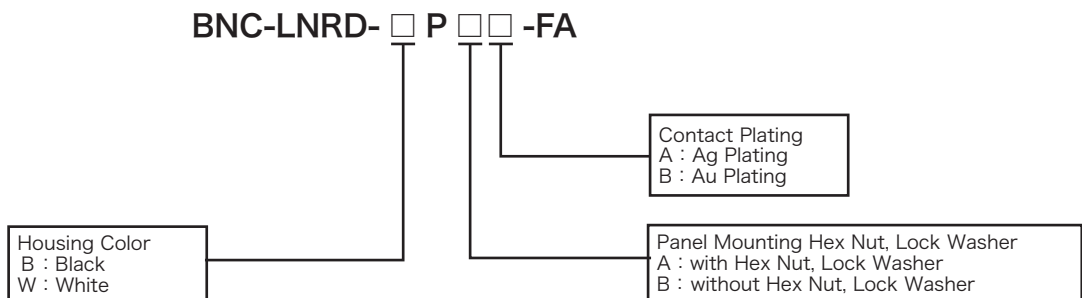 BNC-LNRD- □ P □ □ -FA
Contact Plating
A：Ag Plating
B：Au Plating
Housing Color
B：Black
W：White
Panel Mounting Hex Nut, Lock Washer
A：with Hex Nut, Lock Washer
B：without Hex Nut, Lock Washer